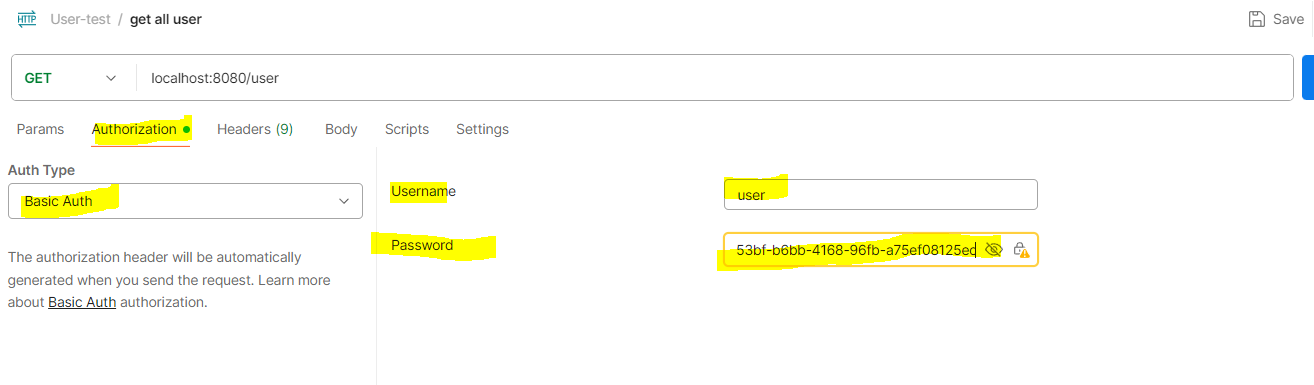 HTTP User-test / get all user Save
GET localhost:8080/user
Params Authorization Headers (9) Body Scripts Settings
Auth Type
Basic Auth
Username user
Password 53bf-b6bb-4168-96fb-a75ef08125ec
The authorization header will be automatically
generated when you send the request. Learn more
about Basic Auth authorization.